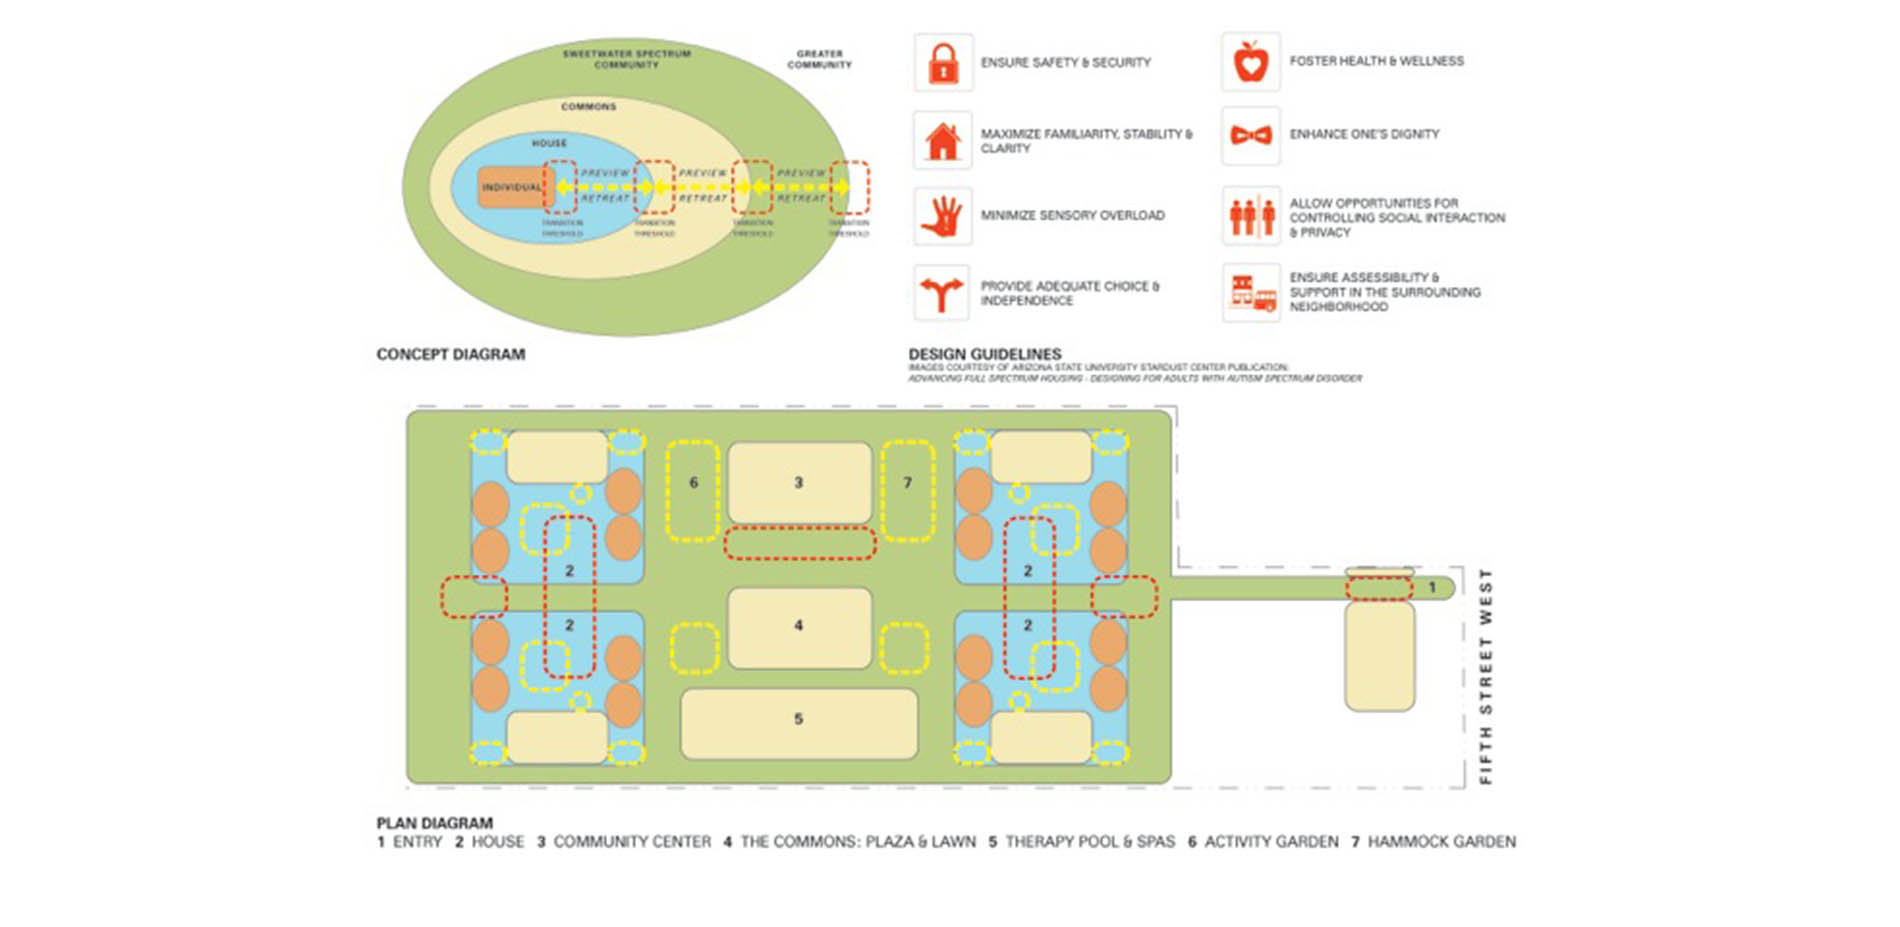 SWEETWATER SPECTRUM
COMMUNITY
GREATER
COMMUNITY
COMMONS
HOUSE
INDIVIDUAL
PREVIEW
RETREAT
PREVIEW
RETREAT
PREVIEW
RETREAT
TRANSITION
THRESHOLD
TRANSITION
THRESHOLD
TRANSITION
THRESHOLD
TRANSITION
THRESHOLD
CONCEPT DIAGRAM
ENSURE SAFETY & SECURITY
MAXIMIZE FAMILIARITY, STABILITY &
CLARITY
MINIMIZE SENSORY OVERLOAD
PROVIDE ADEQUATE CHOICE &
INDEPENDENCE
FOSTER HEALTH & WELLNESS
ENHANCE ONE'S DIGNITY
ALLOW OPPORTUNITIES FOR
CONTROLLING SOCIAL INTERACTION
& PRIVACY
ENSURE ASSESSIBILITY &
SUPPORT IN THE SURROUNDING
NEIGHBORHOOD
DESIGN GUIDELINES
IMAGES COURTESY OF ARIZONA STATE UNIVERSITY STARDUST CENTER PUBLICATION:
ADVANCING FULL SPECTRUM HOUSING - DESIGNING FOR ADULTS WITH AUTISM SPECTRUM DISORDER
6
3
7
2
2
1
2
4
2
5
FIFTH STREET WEST
PLAN DIAGRAM
1 ENTRY 2 HOUSE 3 COMMUNITY CENTER 4 THE COMMONS: PLAZA & LAWN 5 THERAPY POOL & SPAS 6 ACTIVITY GARDEN 7 HAMMOCK GARDEN